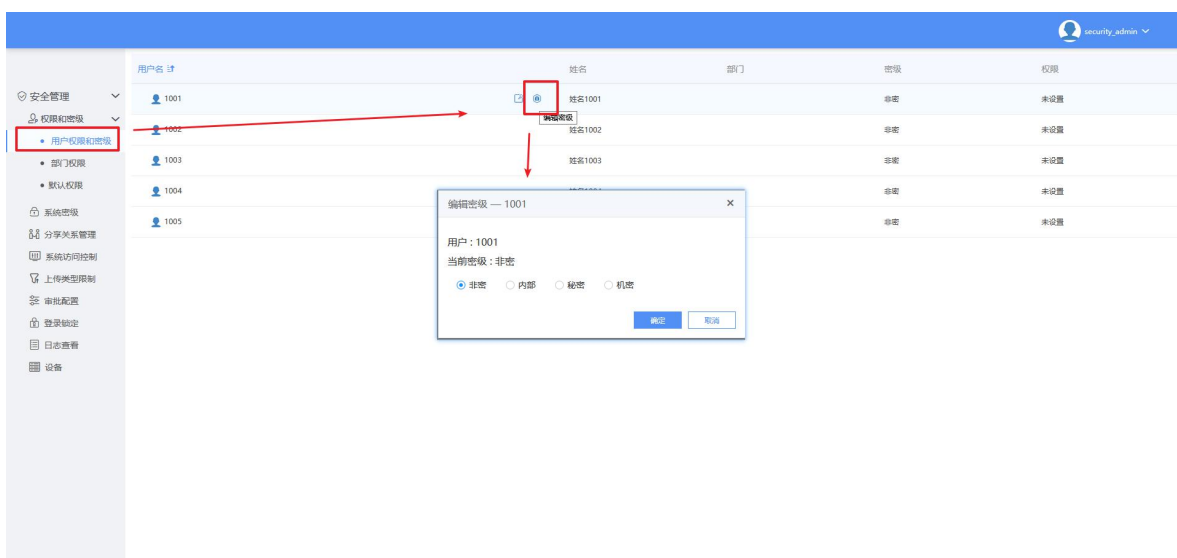 security_admin
用户名 姓名 部门 密级 权限
安全管理
权限和密级
用户权限和密级
部门权限
默认权限
系统密级
分享关系管理
系统访问控制
上传类型限制
审批配置
登录锁定
日志查看
设备
1001 姓名1001 非密 未设置
编辑密级
1002 姓名1002 非密 未设置
1003 姓名1003 非密 未设置
1004 非密 未设置
1005 非密 未设置
编辑密级 — 1001
用户 : 1001
当前密级 : 非密
非密 内部 秘密 机密
确定 取消